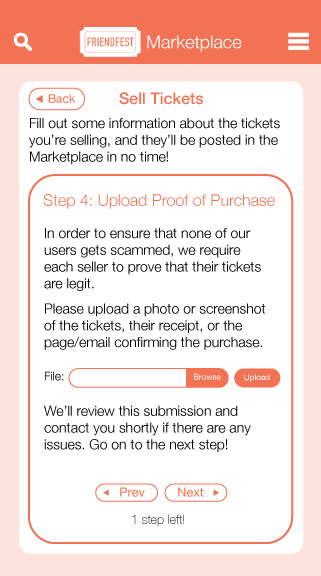 FRIENDFEST Marketplace
Back
Sell Tickets
Fill out some information about the tickets
you're selling, and they'll be posted in the
Marketplace in no time!
Step 4: Upload Proof of Purchase
In order to ensure that none of our
users gets scammed, we require
each seller to prove that their tickets
are legit.
Please upload a photo or screenshot
of the tickets, their receipt, or the
page/email confirming the purchase.
File: Browse Upload
We'll review this submission and
contact you shortly if there are any
issues. Go on to the next step!
Prev Next
1 step left!